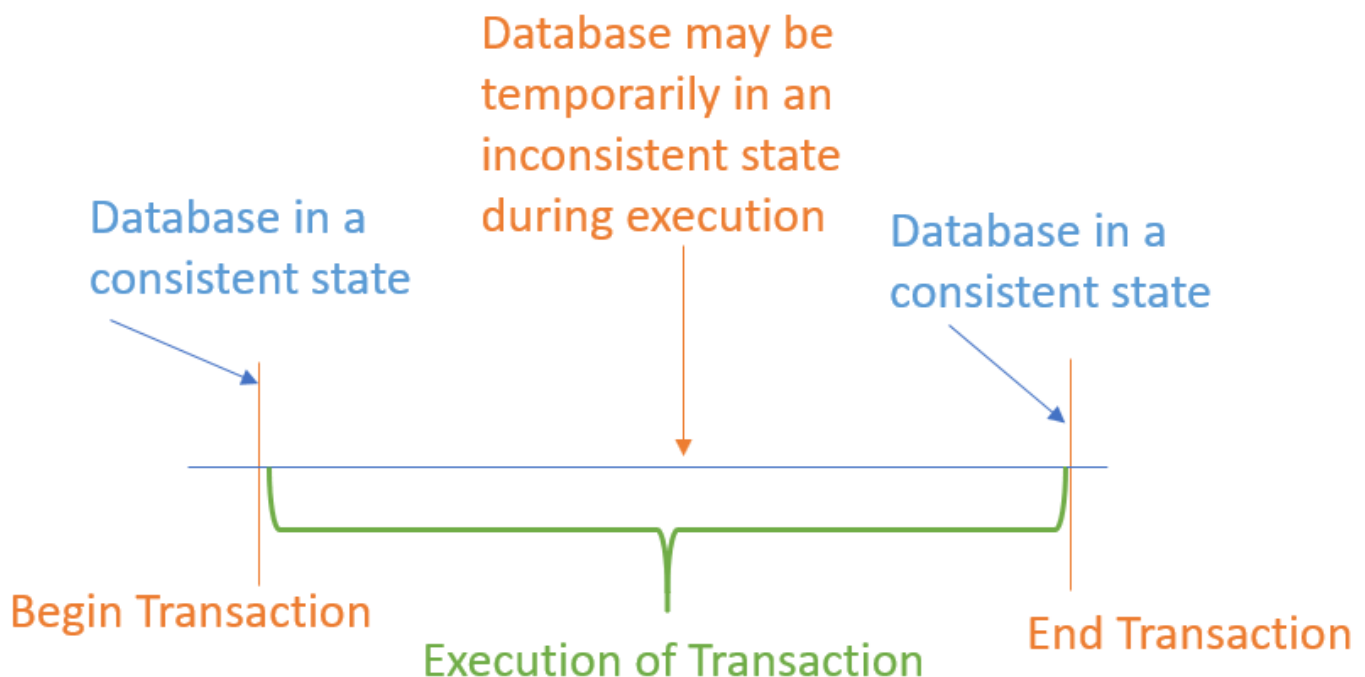 Database may be
temporarily in an
inconsistent state
during execution
Database in a
consistent state
Database in a
consistent state
Begin Transaction
End Transaction
Execution of Transaction